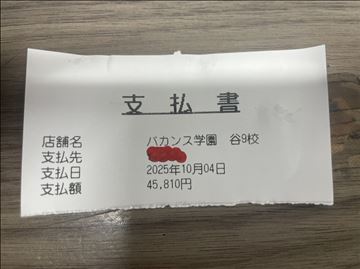 支払書
店舗名 バカンス学園 谷9校
支払先
支払日 2025年10月04日
支払額 45,810円